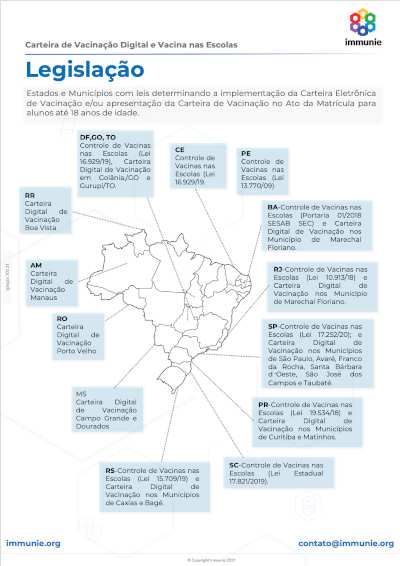 immunie
Carteira de Vacinação Digital e Vacina nas Escolas
Legislação
Estados e Municípios com leis determinando a implementação da Carteira Eletrônica
de Vacinação e/ou apresentação da Carteira de Vacinação no Ato da Matrícula para
alunos até 18 anos de idade.
DF,GO, TO
Controle de Vacinas
nas Escolas (Lei
16.929/19), Carteira
Digital de Vacinação
em Goiânia/GO e
Gurupi/TO.
CE
Controle de
Vacinas nas
Escolas (Lei
16.929/19.
PE
Controle de
Vacinas nas
Escolas (Lei
13.770/09)
RR
Carteira
Digital de
Vacinação
Boa Vista.
BA-Controle de Vacinas nas
Escolas (Portaria 01/2018
SESAB SEC) e Carteira
Digital de Vacinação nos
Município de Marechal
Floriano.
AM
Carteira
Digital de
Vacinação
Manaus
RJ-Controle de Vacinas nas
Escolas (Lei 10.913/18) e
Carteira Digital de
Vacinação nos Município
de Marechal Floriano.
RO
Carteira
Digital de
Vacinação
Porto Velho
SP-Controle de Vacinas nas
Escolas (Lei 17.252/20); e
Carteira Digital de
Vacinação nos Municípios
de São Paulo, Avaré, Franco
da Rocha, Santa Bárbara
d´Oeste, São José dos
Campos e Taubaté.
MS
Carteira Digital
de Vacinação
Campo Grande e
Dourados
PR-Controle de Vacinas nas
Escolas (Lei 19.534/18) e
Carteira Digital de
Vacinação nos Municípios
de Curitiba e Matinhos.
RS-Controle de Vacinas nas
Escolas (Lei 15.709/19) e
Carteira Digital de
Vacinação nos Municípios
de Caxias e Bagé.
SC-Controle de Vacinas nas
Escolas (Lei Estadual
17.821/2019).
immunie.org
contato@immunie.org
© Copyright Immunie 2021